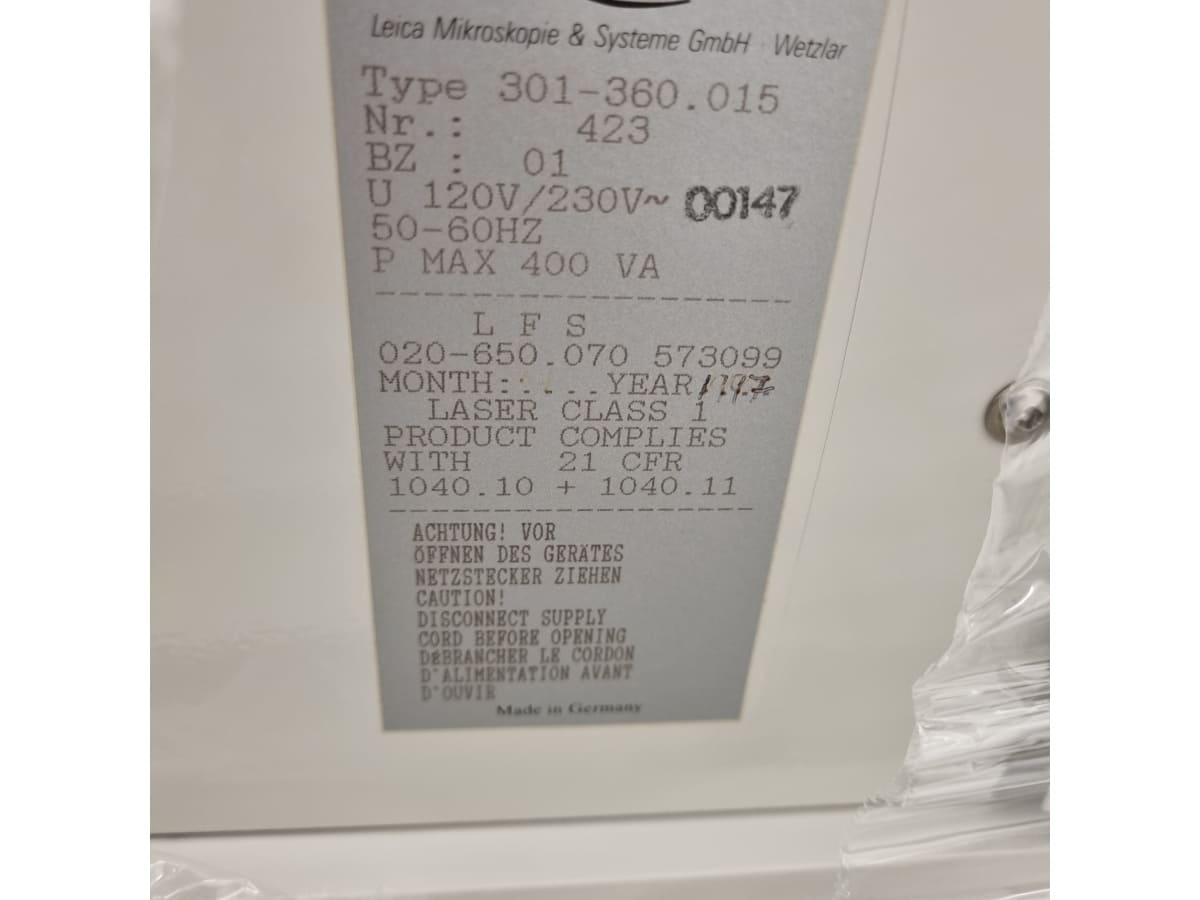 Leica Mikroskopie & Systeme GmbH · Wetzlar
Type 301-360.015
Nr.: 423
BZ : 01
U 120V/230V~ 00147
50-60HZ
P MAX 400 VA
L F S
020-650.070 573099
MONTH:.....YEAR 1997
LASER CLASS 1
PRODUCT COMPLIES
WITH 21 CFR
1040.10 + 1040.11
ACHTUNG! VOR
ÖFFNEN DES GERÄTES
NETZSTECKER ZIEHEN
CAUTION!
DISCONNECT SUPPLY
CORD BEFORE OPENING
DéBRANCHER LE CORDON
D'ALIMENTATION AVANT
D'OUVIR
Made in Germany